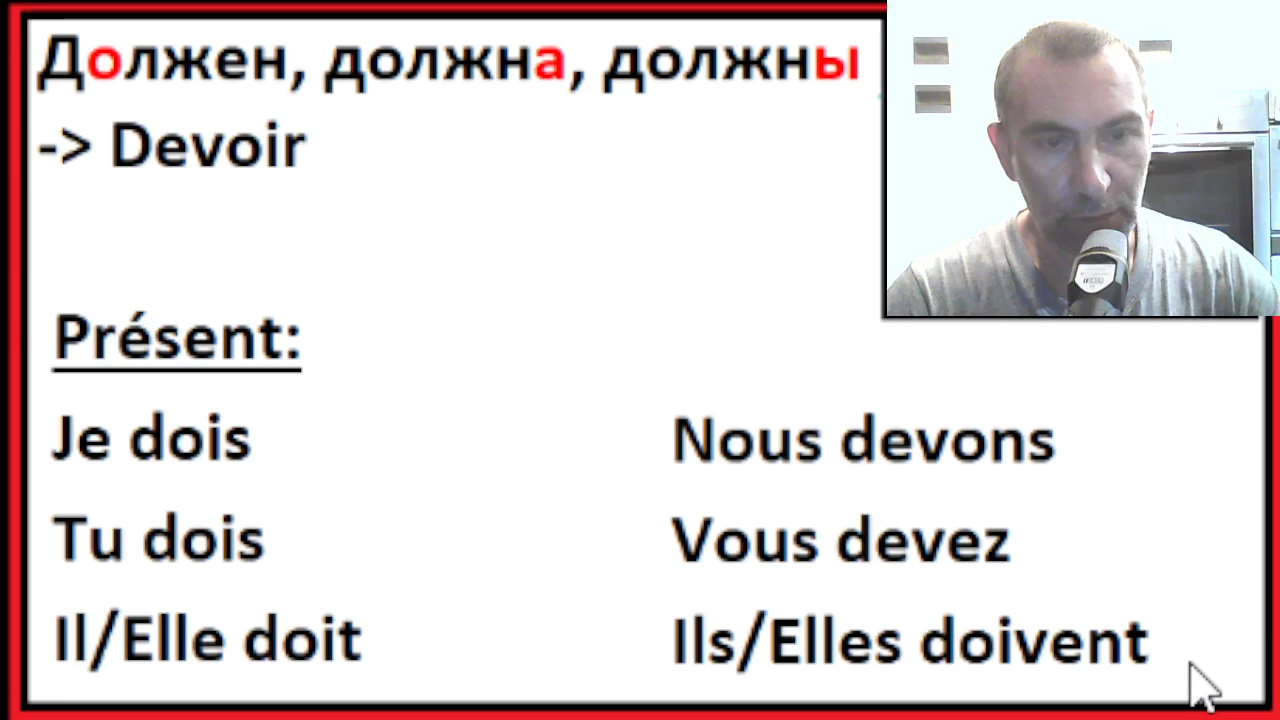 Должен, должна, должны
-> Devoir
Présent:
Je dois
Nous devons
Tu dois
Vous devez
Il/Elle doit
Ils/Elles doivent